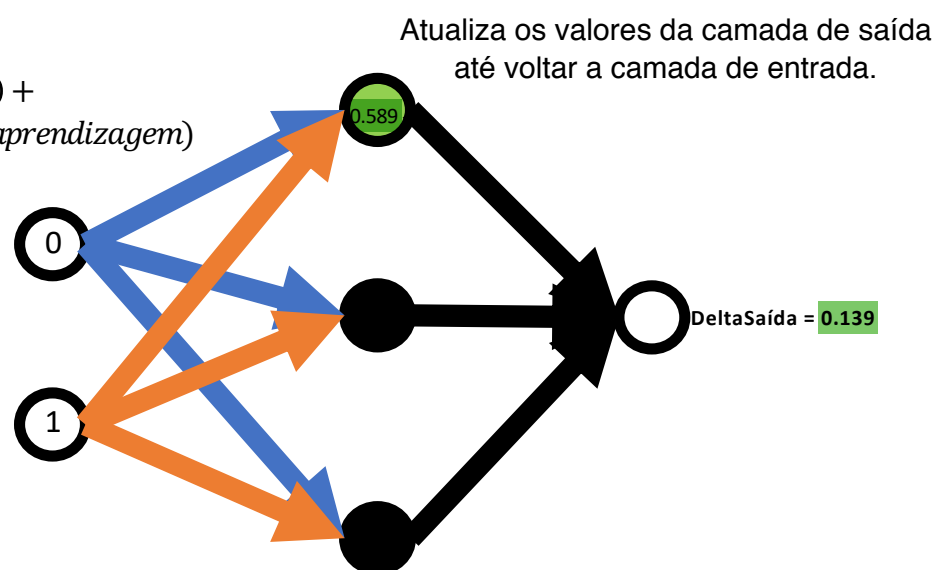 Atualiza os valores da camada de saída
até voltar a camada de entrada.
) +
aprendizagem)
0.589
0
DeltaSaída = 0.139
1